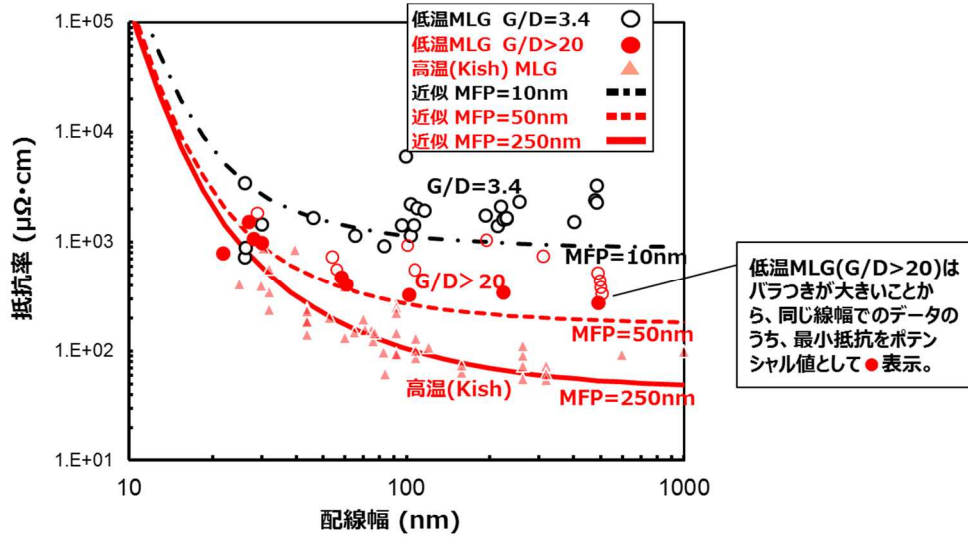 低温MLG G/D=3.4
低温MLG G/D>20
高温(Kish) MLG
近似 MFP=10nm
近似 MFP=50nm
近似 MFP=250nm
1.E+05
1.E+04
1.E+03
1.E+02
1.E+01
抵抗率 (μΩ·cm)
G/D=3.4
MFP=10nm
G/D>20
MFP=50nm
高温(Kish)
MFP=250nm
低温MLG(G/D>20)は
バラつきが大きいことか
ら、同じ線幅でのデータの
うち、最小抵抗をポテン
シャル値として●表示。
10
100
1000
配線幅 (nm)